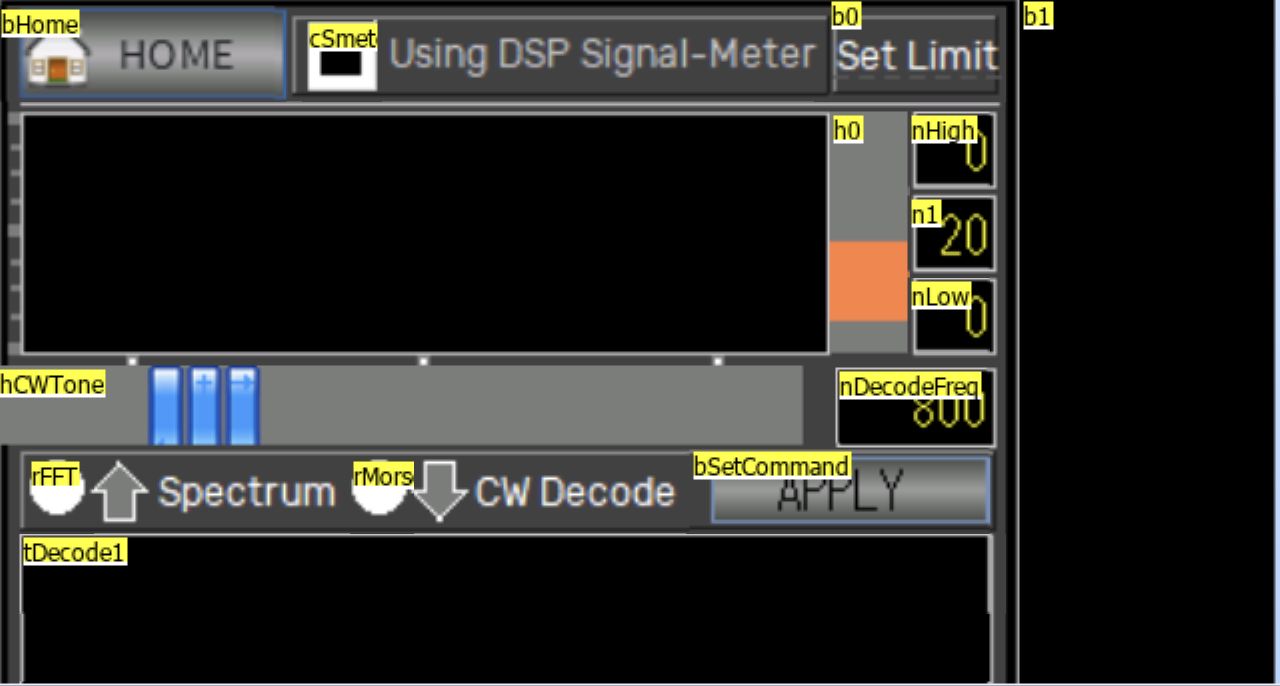 bHome
HOME
cSmet
Using DSP Signal-Meter
b0
Set Limit
b1
h0
nHigh
0
n1
20
nLow
0
hCWTone
nDecodeFreq
800
rFFT
Spectrum
rMors
CW Decode
bSetCommand
APPLY
tDecode1